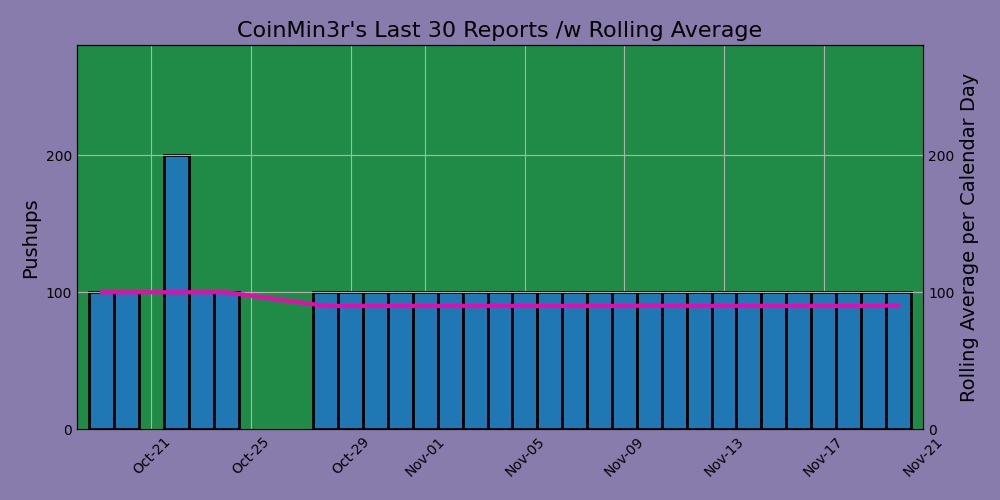 CoinMin3r's Last 30 Reports /w Rolling Average
Pushups
200
100
0
200
100
0
Rolling Average per Calendar Day
Oct-21
Oct-25
Oct-29
Nov-01
Nov-05
Nov-09
Nov-13
Nov-17
Nov-21